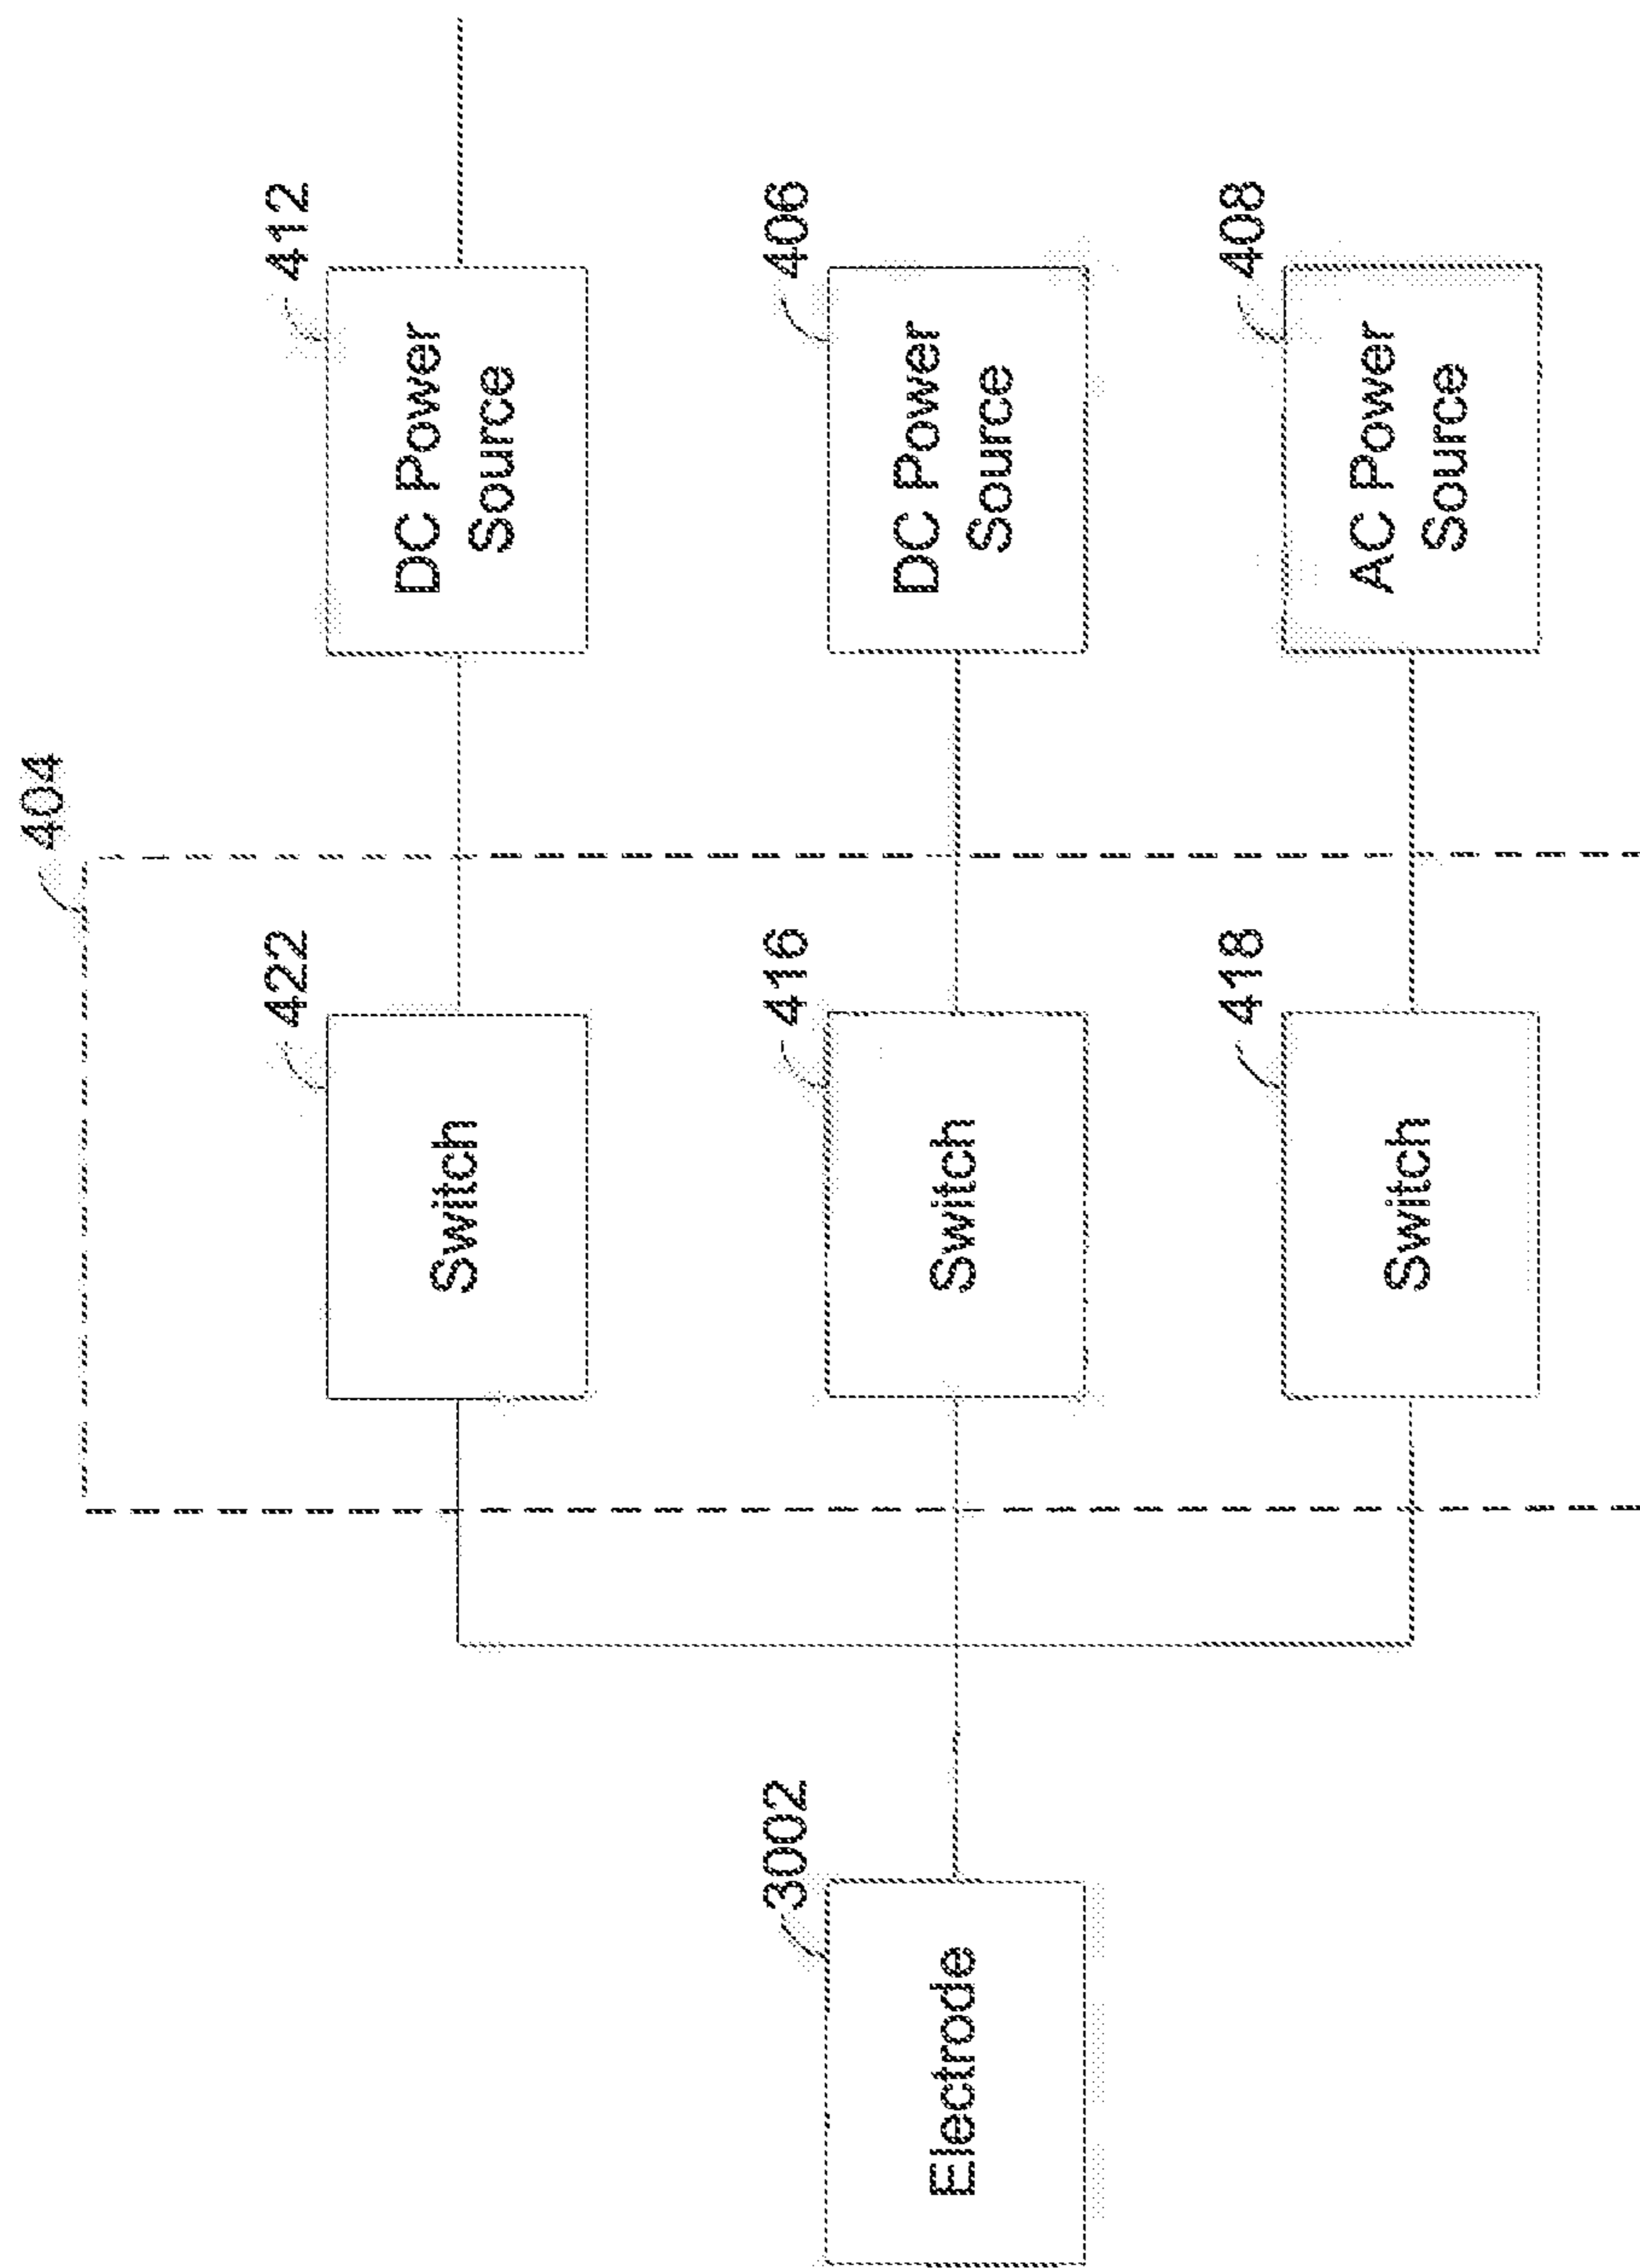 404
412
DC Power
Source
422
Switch
406
DC Power
Source
416
Switch
3002
Electrode
408
AC Power
Source
418
Switch